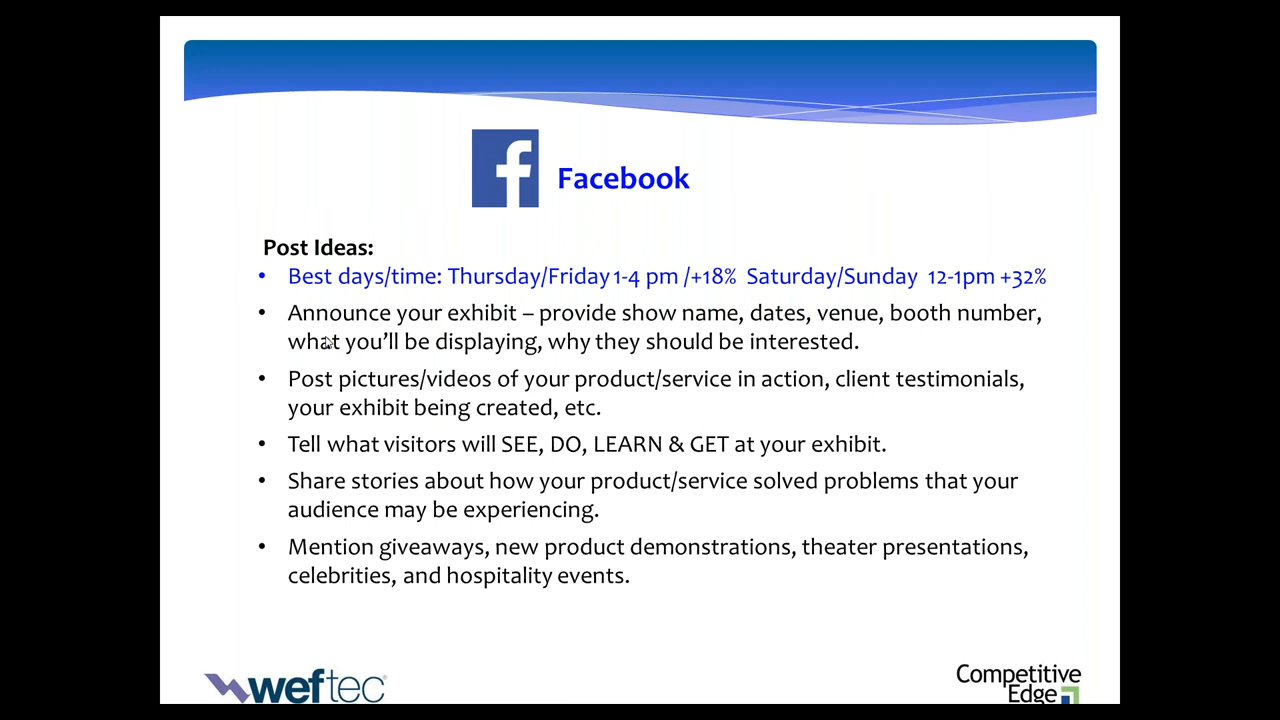 f Facebook
Post Ideas:
• Best days/time: Thursday/Friday 1-4 pm /+18% Saturday/Sunday 12-1pm +32%
• Announce your exhibit – provide show name, dates, venue, booth number,
what you'll be displaying, why they should be interested.
• Post pictures/videos of your product/service in action, client testimonials,
your exhibit being created, etc.
• Tell what visitors will SEE, DO, LEARN & GET at your exhibit.
• Share stories about how your product/service solved problems that your
audience may be experiencing.
• Mention giveaways, new product demonstrations, theater presentations,
celebrities, and hospitality events.
weftec®
Competitive
Edge